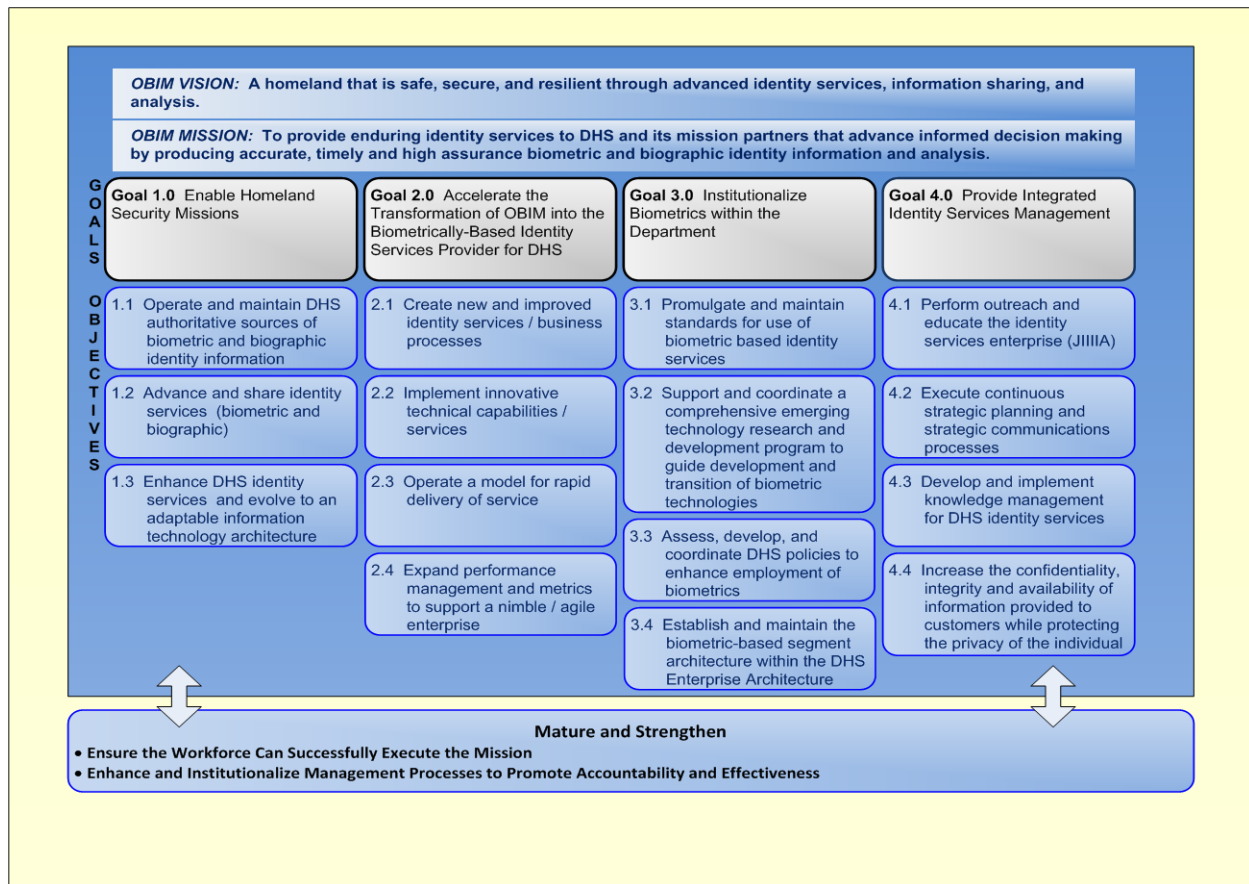 OBIM VISION: A homeland that is safe, secure, and resilient through advanced identity services, information sharing, and
analysis.
OBIM MISSION: To provide enduring identity services to DHS and its mission partners that advance informed decision making
by producing accurate, timely and high assurance biometric and biographic identity information and analysis.
GOALS
Goal 1.0 Enable Homeland
Security Missions
Goal 2.0 Accelerate the
Transformation of OBIM into the
Biometrically-Based Identity
Services Provider for DHS
Goal 3.0 Institutionalize
Biometrics within the
Department
Goal 4.0 Provide Integrated
Identity Services Management
OBJECTIVES
1.1 Operate and maintain DHS
authoritative sources of
biometric and biographic
identity information
1.2 Advance and share identity
services (biometric and
biographic)
1.3 Enhance DHS identity
services and evolve to an
adaptable information
technology architecture
2.1 Create new and improved
identity services / business
processes
2.2 Implement innovative
technical capabilities /
services
2.3 Operate a model for rapid
delivery of service
2.4 Expand performance
management and metrics
to support a nimble / agile
enterprise
3.1 Promulgate and maintain
standards for use of
biometric based identity
services
3.2 Support and coordinate a
comprehensive emerging
technology research and
development program to
guide development and
transition of biometric
technologies
3.3 Assess, develop, and
coordinate DHS policies to
enhance employment of
biometrics
3.4 Establish and maintain the
biometric-based segment
architecture within the DHS
Enterprise Architecture
4.1 Perform outreach and
educate the identity
services enterprise (JIIIIA)
4.2 Execute continuous
strategic planning and
strategic communications
processes
4.3 Develop and implement
knowledge management
for DHS identity services
4.4 Increase the confidentiality,
integrity and availability of
information provided to
customers while protecting
the privacy of the individual
Mature and Strengthen
• Ensure the Workforce Can Successfully Execute the Mission
• Enhance and Institutionalize Management Processes to Promote Accountability and Effectiveness